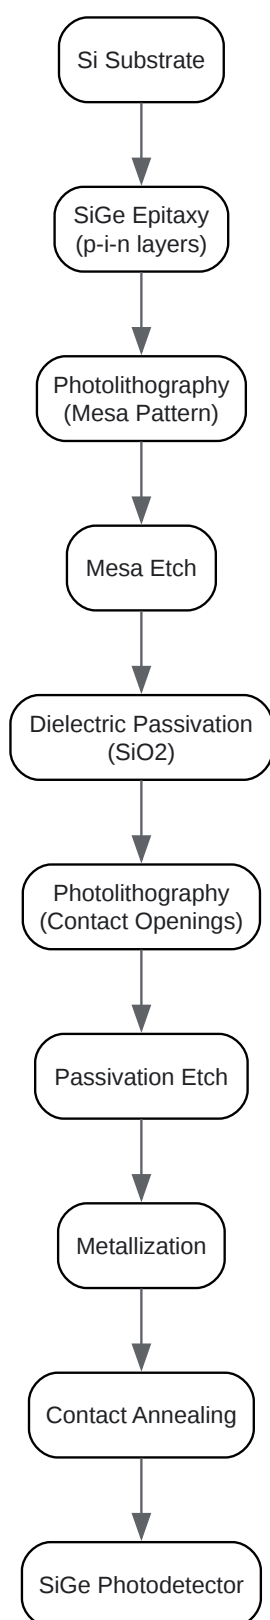 Si Substrate
SiGe Epitaxy
(p-i-n layers)
Photolithography
(Mesa Pattern)
Mesa Etch
Dielectric Passivation
(SiO2)
Photolithography
(Contact Openings)
Passivation Etch
Metallization
Contact Annealing
SiGe Photodetector